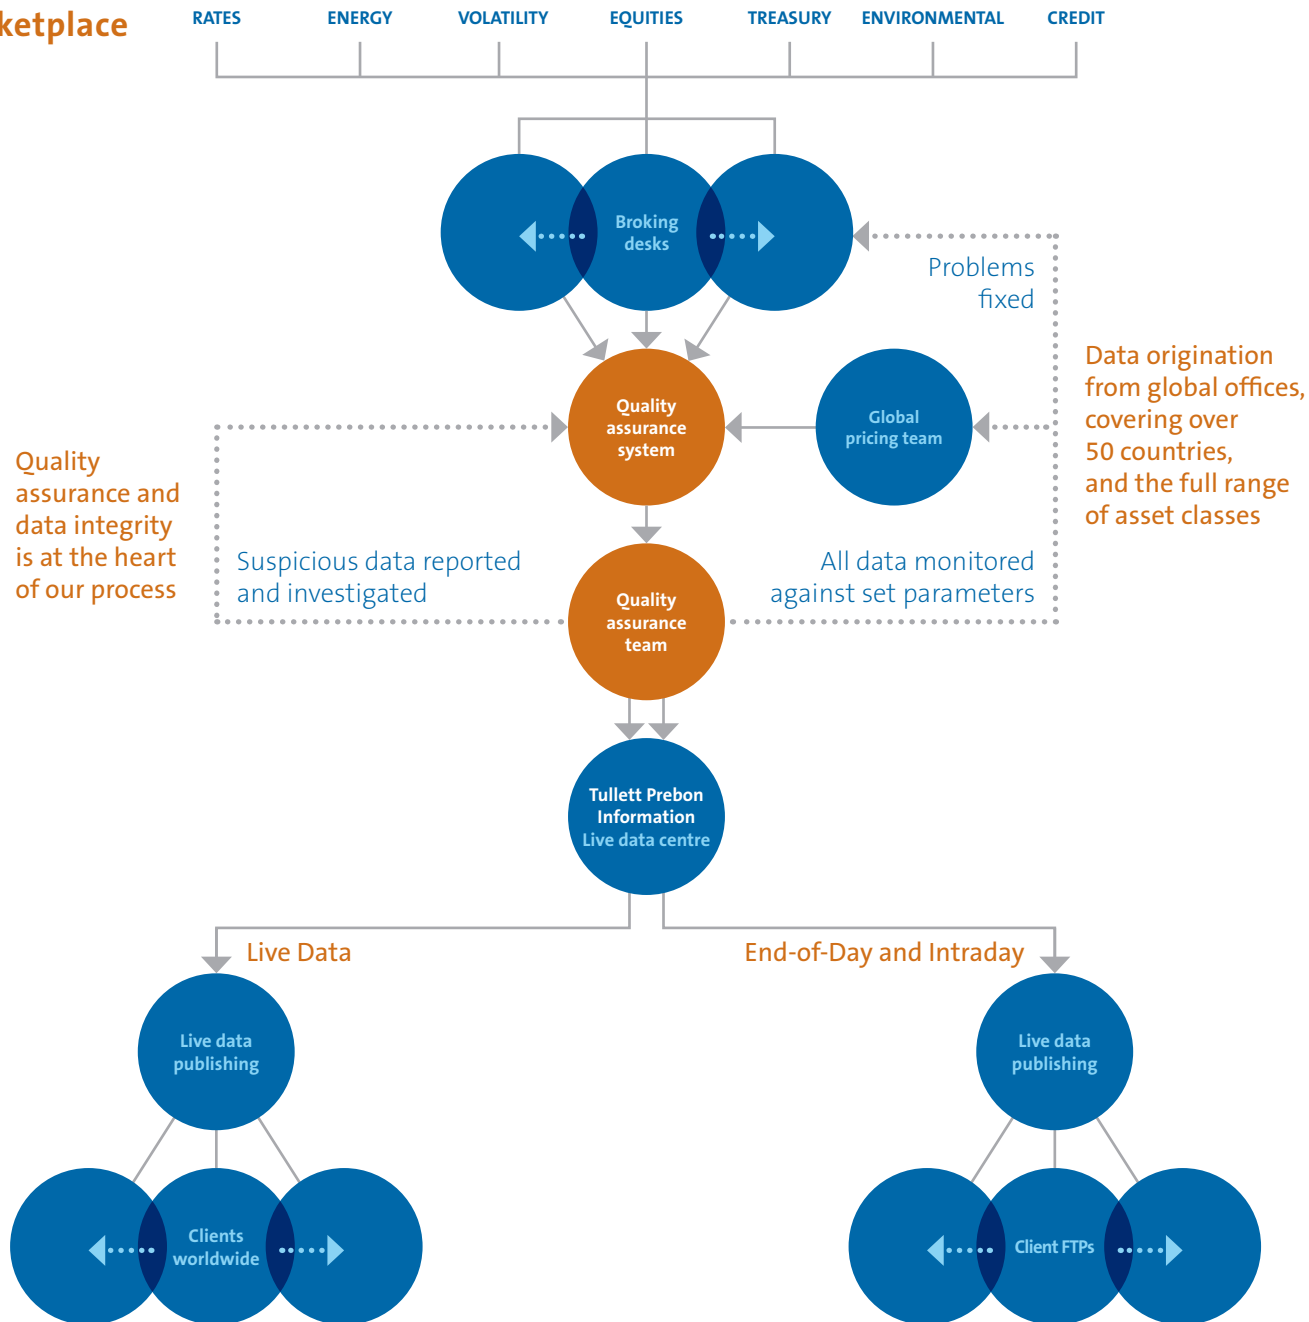 ketplace
RATES ENERGY VOLATILITY EQUITIES TREASURY ENVIRONMENTAL CREDIT
Broking
desks
Problems
fixed
Data origination
from global offices,
covering over
50 countries,
and the full range
of asset classes
Quality
assurance
system
Global
pricing team
Quality
assurance and
data integrity
is at the heart
of our process
Suspicious data reported
and investigated
All data monitored
against set parameters
Quality
assurance
team
Tullett Prebon
Information
Live data centre
Live Data
End-of-Day and Intraday
Live data
publishing
Live data
publishing
Clients
worldwide
Client FTPs